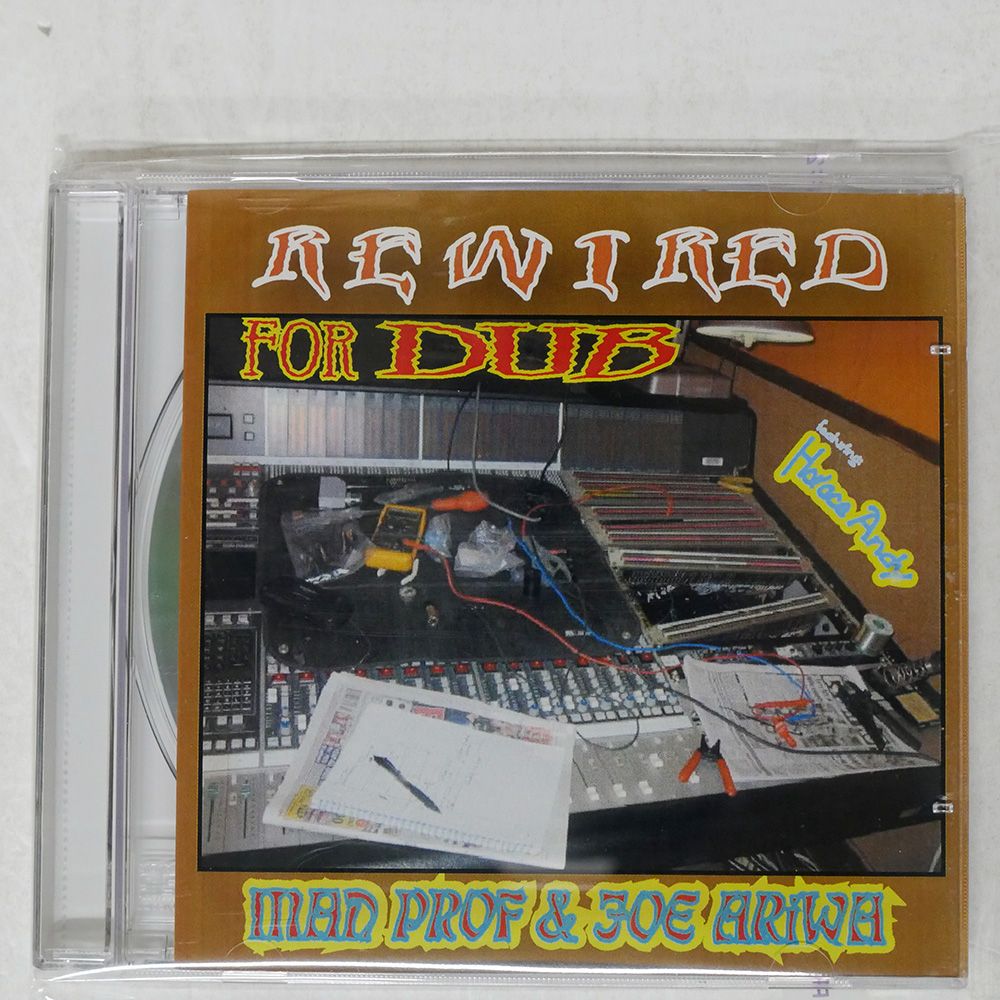 REWIRED
FOR DUB
featuring:
Horace Andy
MAD PROF & JOE ARIWA